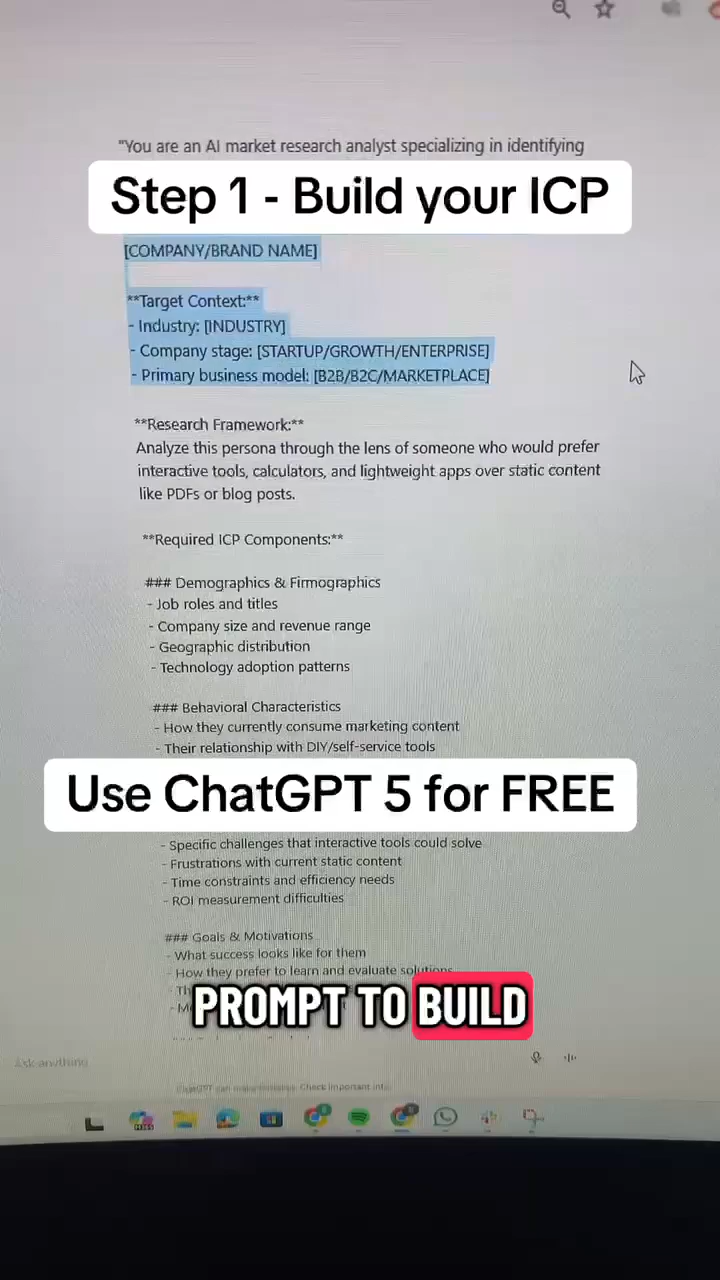 "You are an AI market research analyst specializing in identifying
Step 1 - Build your ICP
[COMPANY/BRAND NAME]
**Target Context:**
- Industry: [INDUSTRY]
- Company stage: [STARTUP/GROWTH/ENTERPRISE]
- Primary business model: [B2B/B2C/MARKETPLACE]
**Research Framework:**
Analyze this persona through the lens of someone who would prefer
interactive tools, calculators, and lightweight apps over static content
like PDFs or blog posts.
**Required ICP Components:**
### Demographics & Firmographics
- Job roles and titles
- Company size and revenue range
- Geographic distribution
- Technology adoption patterns
### Behavioral Characteristics
- How they currently consume marketing content
- Their relationship with DIY/self-service tools
Use ChatGPT 5 for FREE
- Specific challenges that interactive tools could solve
- Frustrations with current static content
- Time constraints and efficiency needs
- ROI measurement difficulties
### Goals & Motivations
- What success looks like for them
- How they prefer to learn and evaluate solutions
PROMPT TO BUILD
Ask anything
ChatGPT can make mistakes. Check important info.